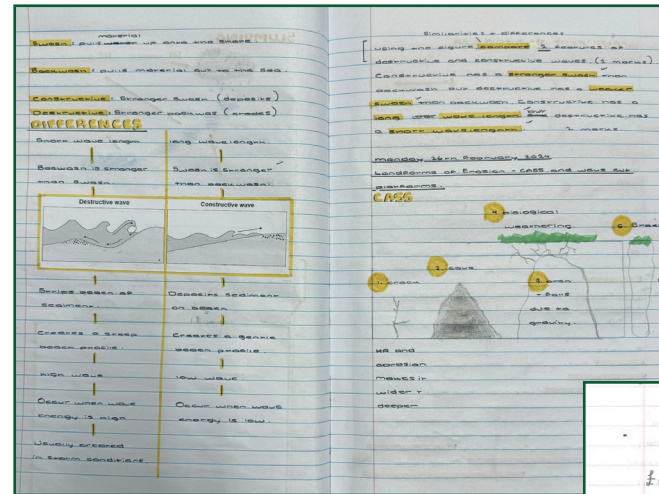 material
Swash: pull up onto the shore.
Backwash: pulls material out to the sea.
Constructive: Stronger Swash (deposits)
Destructive: Stronger backwash (erodes)
DIFFERENCES
Short wave length
Backwash is stronger
than swash.
Destructive wave
Strips beach of
sediment.
Creates a steep
beach profile.
high wave
Occur when wave
energy is high
Usually created
in storm conditions.
long wave length.
Swash is stronger
than backwash.
Constructive wave
Deposits sediment
on beach
Creates a gentle
beach profile.
low wave.
Occur when wave
energy is low.
Similarities + differences
using the figure compare 2 features of
destructive and constructive waves. (2 marks)
Constructive has a stronger swash than
backwash but destructive has a weaker
swash than backwash. Constructive has a
long wave length but destructive has
a short wavelength. 2 marks
Monday 26th February 2024
Landforms of Erosion - CASS and wave cut
platforms.
CASS
4. biological
weathering
1. crack
2. cave
3. arch
+ falls
due to
gravity.
HA and
makes it
wider +
deeper